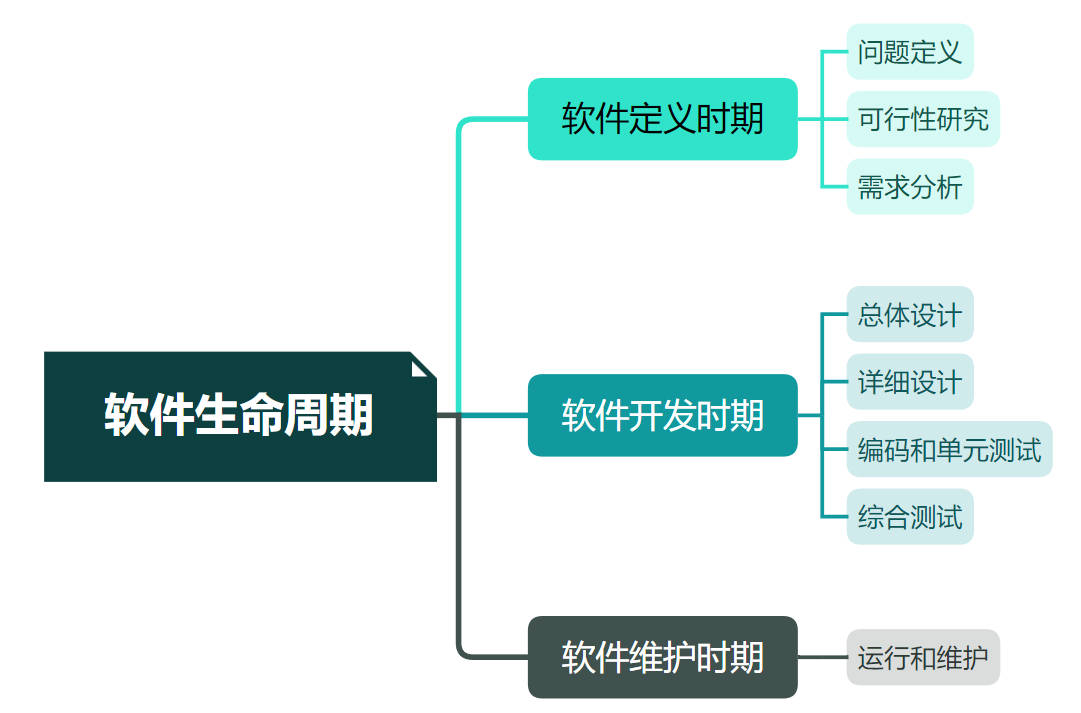 软件生命周期
软件定义时期
问题定义
可行性研究
需求分析
软件开发时期
总体设计
详细设计
编码和单元测试
综合测试
软件维护时期
运行和维护